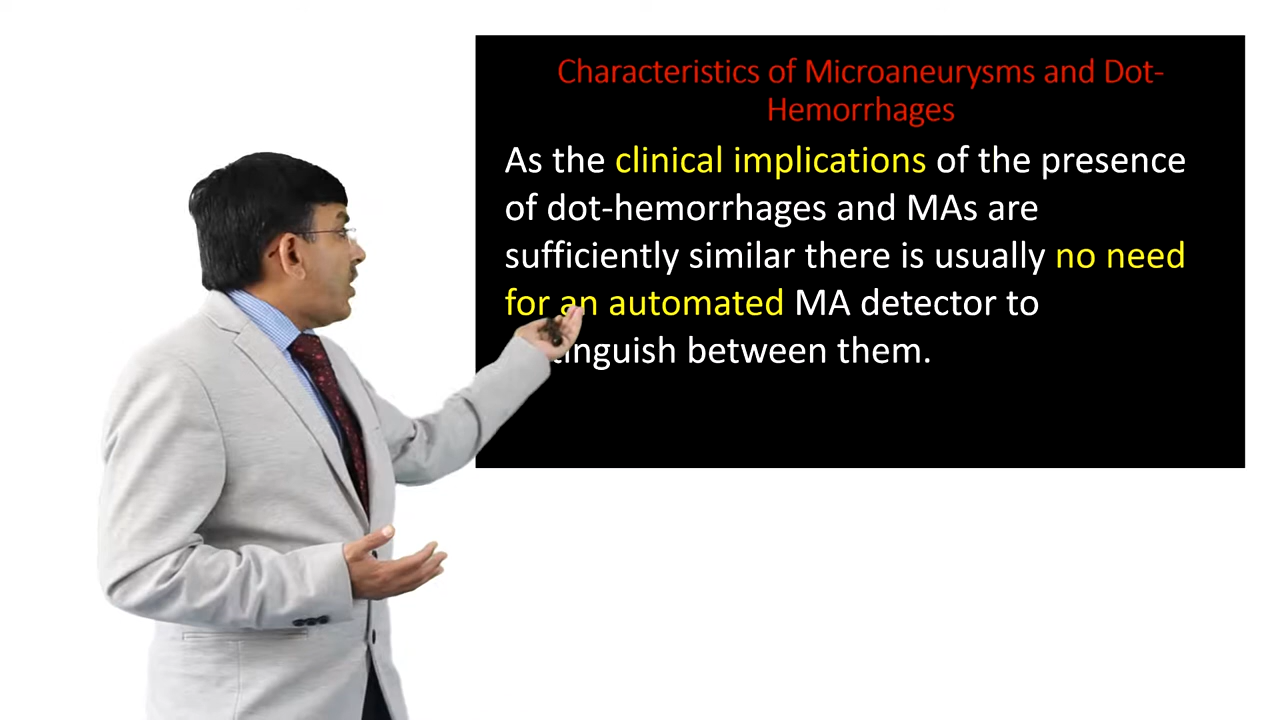 Characteristics of Microaneurysms and Dot-
Hemorrhages
As the clinical implications of the presence
of dot-hemorrhages and MAs are
sufficiently similar there is usually no need
for an automated MA detector to
tinguish between them.